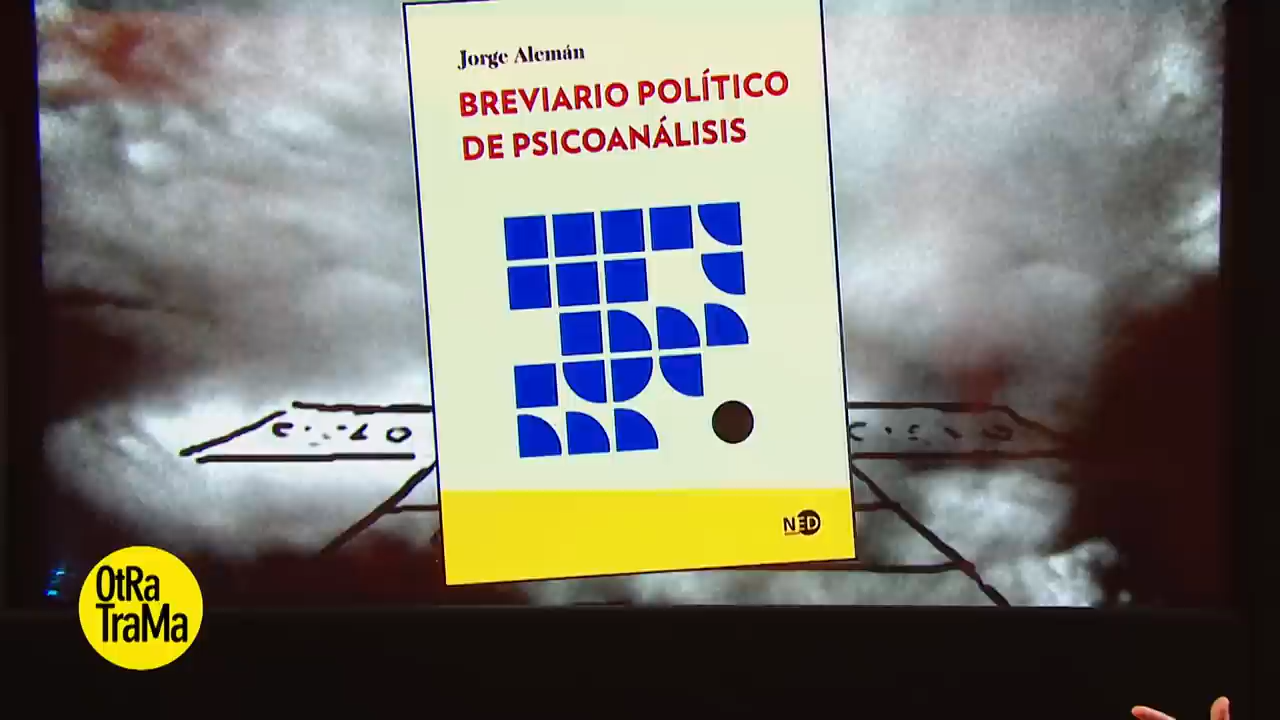 Jorge Alemán
BREVIARIO POLÍTICO
DE PSICOANÁLISIS
NED
OtRa
TraMa